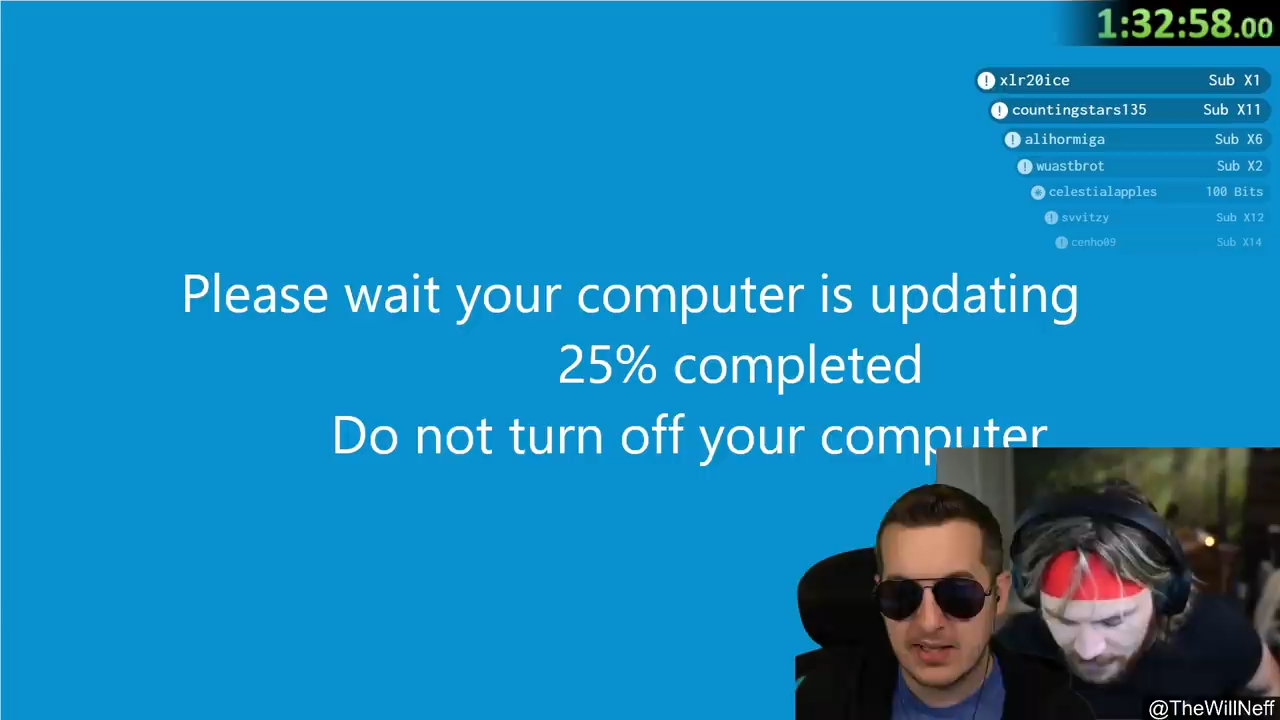 1:32:58.00
xlr20ice Sub X1
countingstars135 Sub X11
alihormiga Sub X6
wuastbrot Sub X2
celestialapples 100 Bits
svvitzy Sub X12
cenho09 Sub X14
Please wait your computer is updating
25% completed
Do not turn off your computer
@TheWillNeff